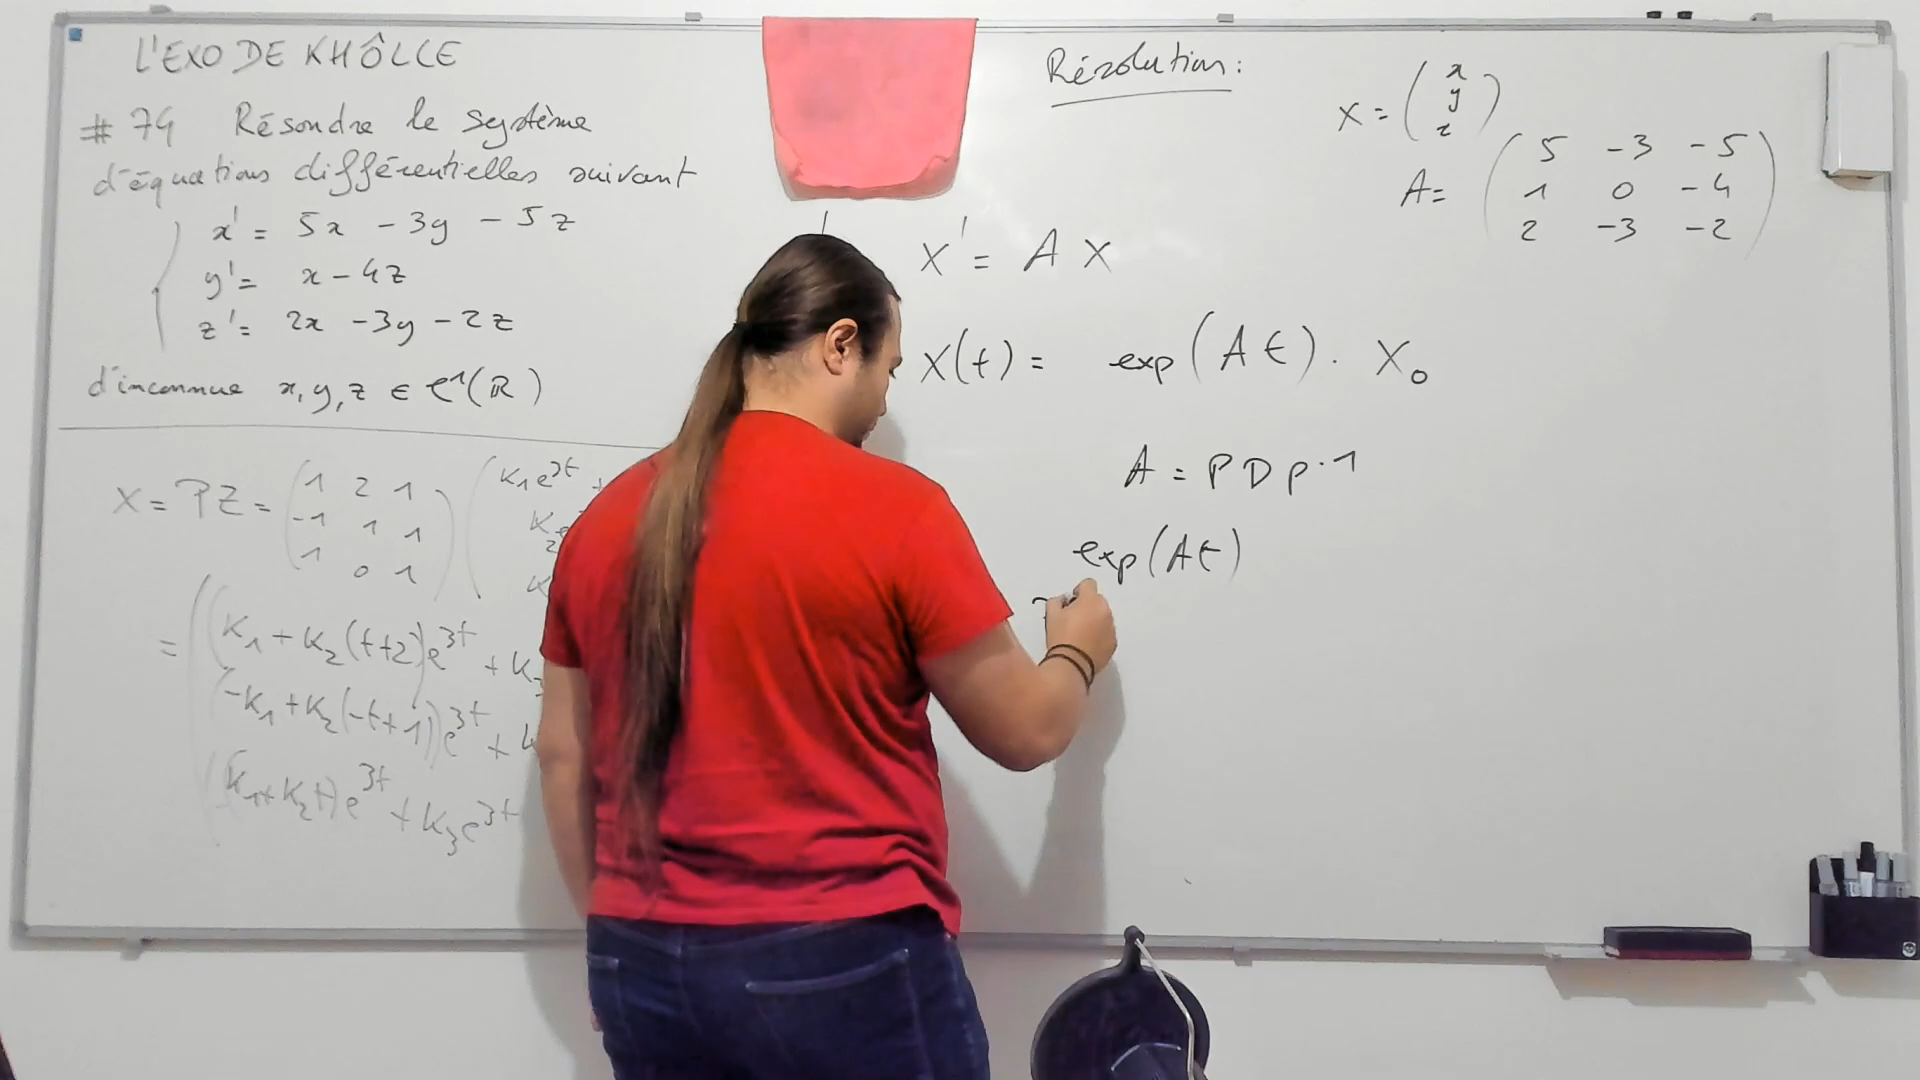 L'EXO DE KHÔLLE
# 74 Résoudre le système
d'équations différentielles suivant
x' = 5x - 3y - 5z
y' = x - 4z
z' = 2x - 3y - 2z
d'inconnue x, y, z ∈ C¹(ℝ)
X = PZ = ( 1 2 1 ( K₁e³ᵗ +
-1 1 1
1 0 1 )
= ( (K₁ + K₂(t+2))e³ᵗ + K₃
(-K₁ + K₂(-t+1))e³ᵗ +
(K₁ + K₂t)e³ᵗ + K₃e³ᵗ
Résolution :
X = ( x
y
z )
A = ( 5 -3 -5
1 0 -4
2 -3 -2 )
X' = A X
X(t) = exp(At) . X₀
A = P D P⁻¹
exp(At)